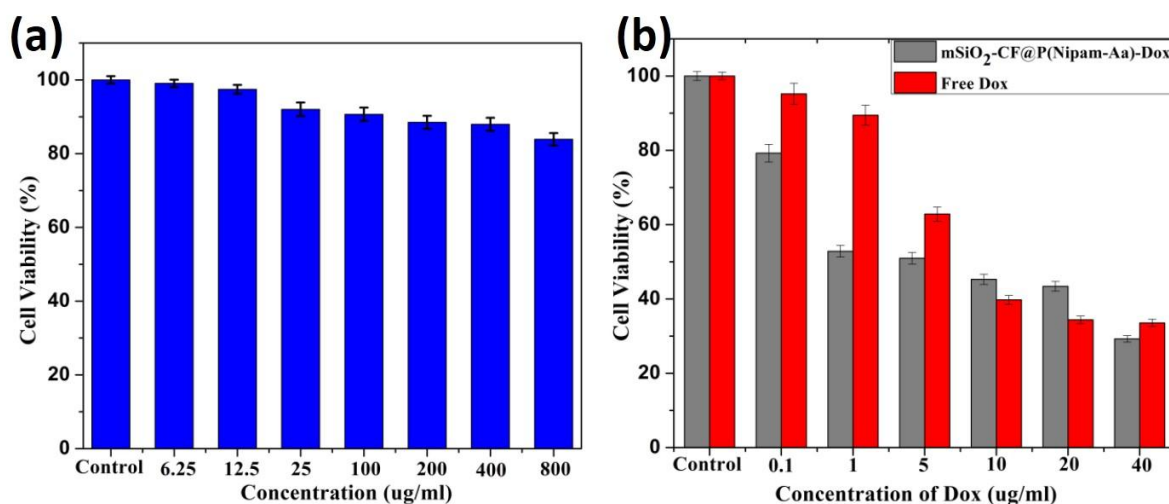 (a)
100
80
60
40
20
0
Cell Viability (%)
Control 6.25 12.5 25 100 200 400 800
Concentration (ug/ml)
(b)
mSiO2-CF@P(Nipam-Aa)-Dox
Free Dox
100
80
60
40
20
0
Cell Viability (%)
Control 0.1 1 5 10 20 40
Concentration of Dox (ug/ml)